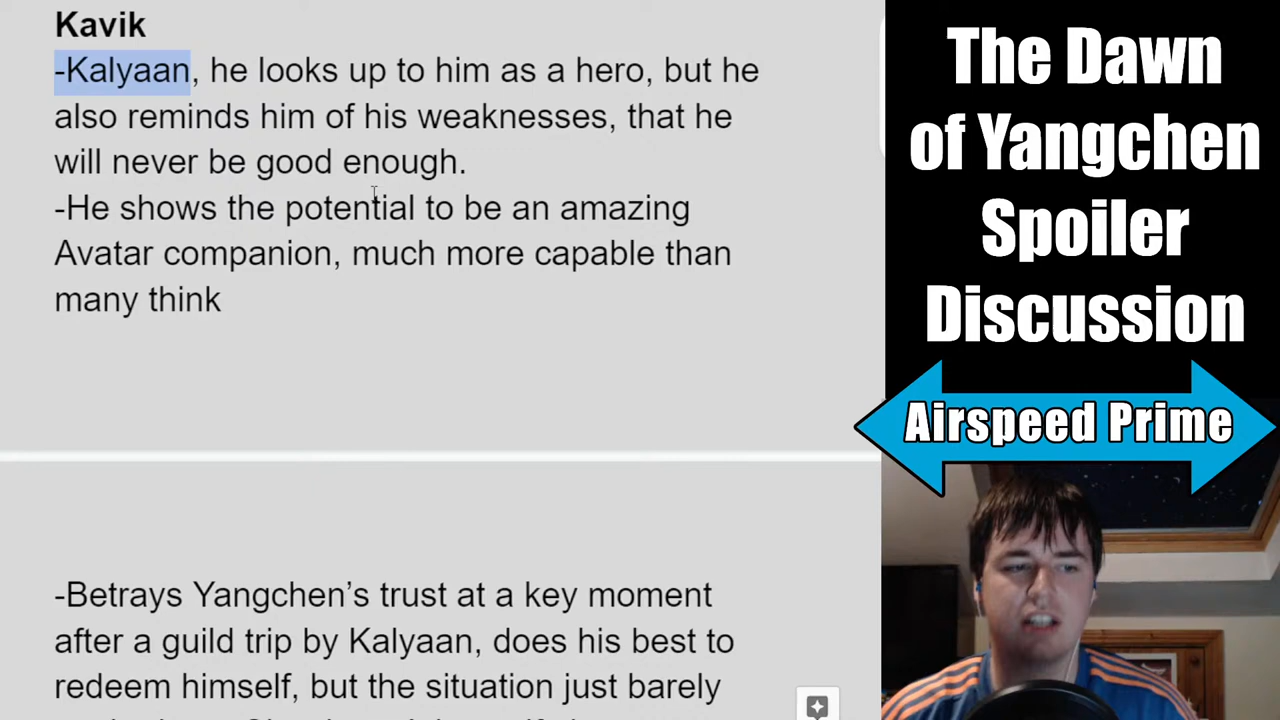 Kavik
-Kalyaan, he looks up to him as a hero, but he
also reminds him of his weaknesses, that he
will never be good enough.
-He shows the potential to be an amazing
Avatar companion, much more capable than
many think
-Betrays Yangchen’s trust at a key moment
after a guild trip by Kalyaan, does his best to
redeem himself, but the situation just barely
The Dawn
of Yangchen
Spoiler
Discussion
Airspeed Prime